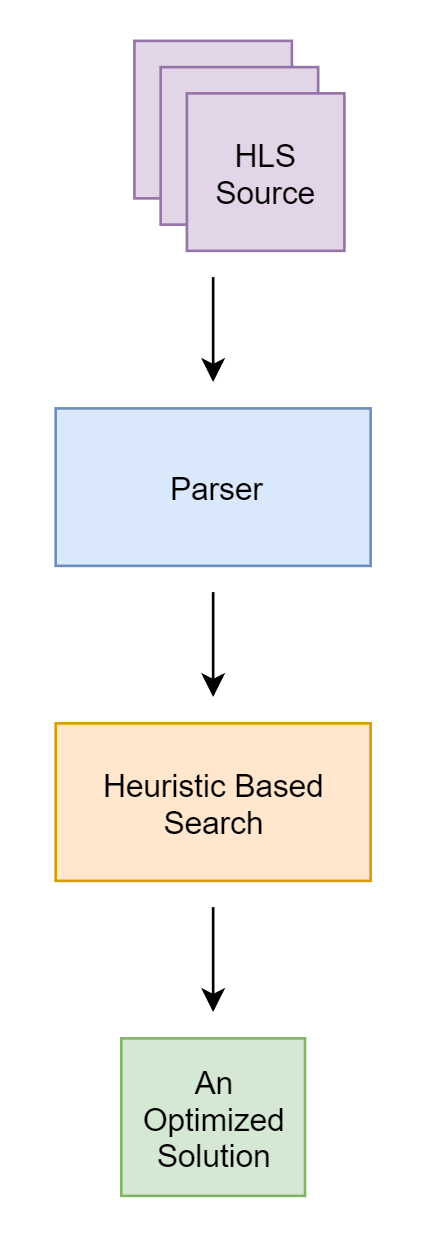 HLS
Source
Parser
Heuristic Based
Search
An
Optimized
Solution